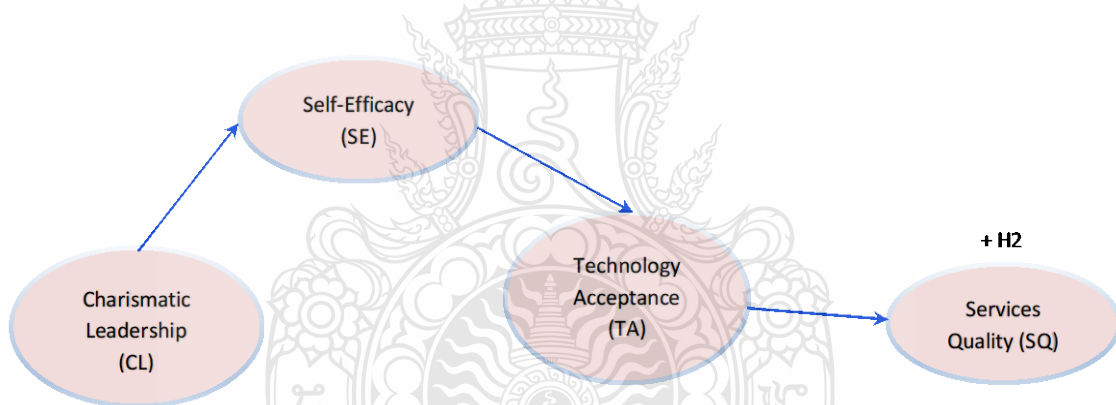 Self-Efficacy
(SE)
Charismatic
Leadership
(CL)
Technology
Acceptance
(TA)
+ H2
Services
Quality (SQ)